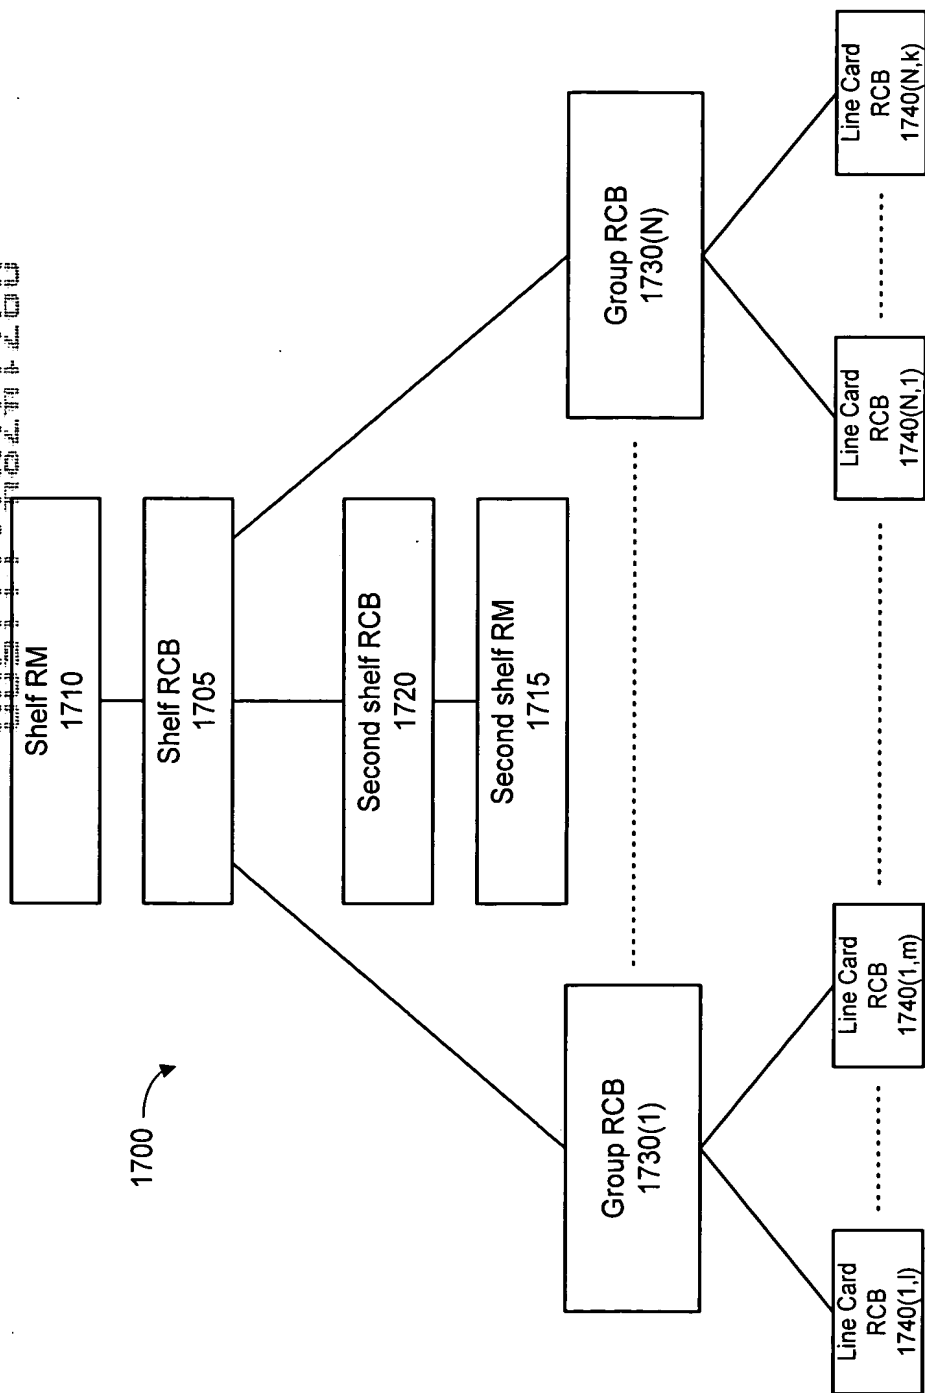 1700
Shelf RM
1710
Shelf RCB
1705
Second shelf RCB
1720
Second shelf RM
1715
Group RCB
1730(1)
Group RCB
1730(N)
Line Card
RCB
1740(1,l)
Line Card
RCB
1740(1,m)
Line Card
RCB
1740(N,1)
Line Card
RCB
1740(N,k)